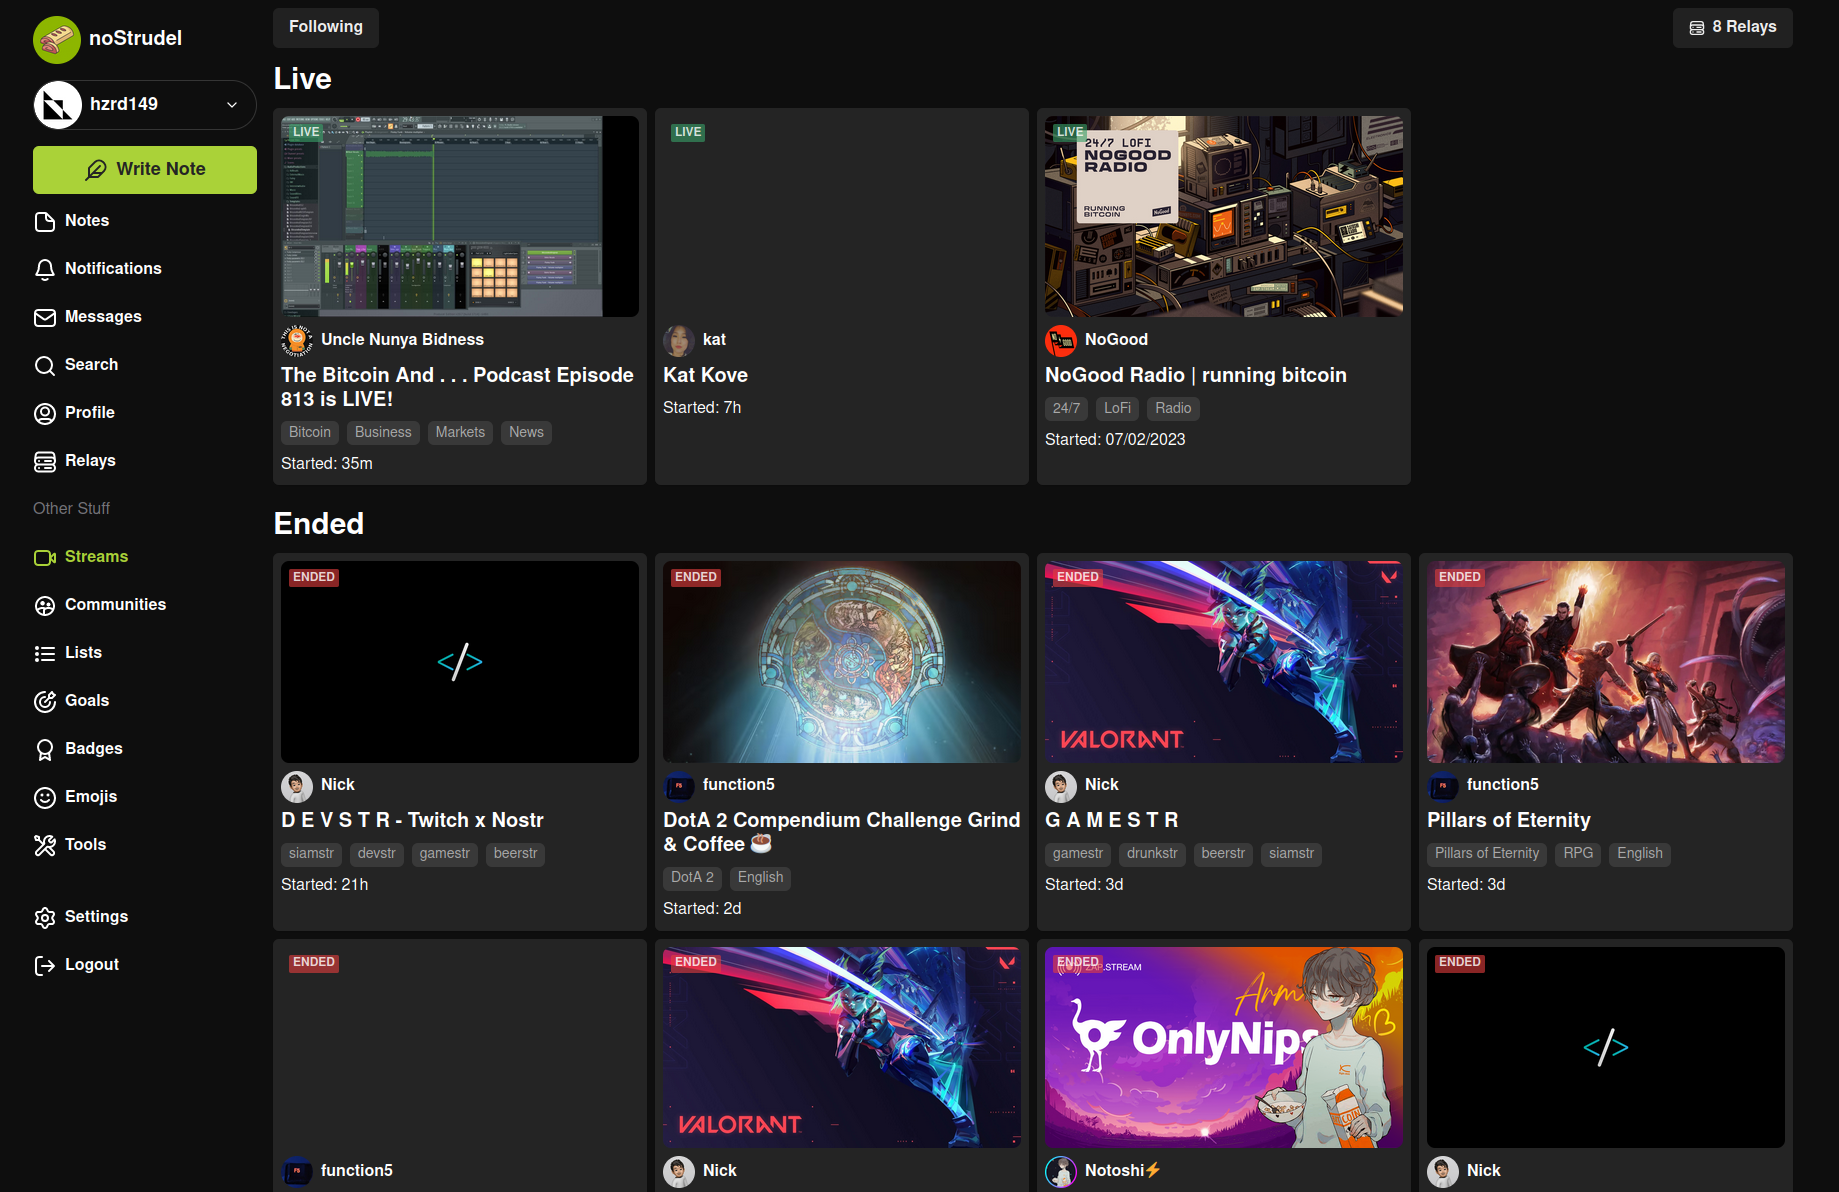 noStrudel
hzrd149
Write Note
Notes
Notifications
Messages
Search
Profile
Relays
Other Stuff
Streams
Communities
Lists
Goals
Badges
Emojis
Tools
Settings
Logout
Following
8 Relays
Live
LIVE
Uncle Nunya Bidness
The Bitcoin And . . . Podcast Episode
813 is LIVE!
Bitcoin Business Markets News
Started: 35m
LIVE
kat
Kat Kove
Started: 7h
LIVE
24/7 LOFI
NOGOOD
RADIO
RUNNING
BITCOIN
NoGood
NoGood
NoGood Radio | running bitcoin
24/7 LoFi Radio
Started: 07/02/2023
Ended
ENDED
</>
Nick
D E V S T R - Twitch x Nostr
siamstr devstr gamestr beerstr
Started: 21h
ENDED
function5
DotA 2 Compendium Challenge Grind
& Coffee ☕
DotA 2 English
Started: 2d
ENDED
VALORANT
Nick
G A M E S T R
gamestr drunkstr beerstr siamstr
Started: 3d
ENDED
function5
Pillars of Eternity
Pillars of Eternity RPG English
Started: 3d
ENDED
function5
ENDED
VALORANT
Nick
ENDED
ZAP.STREAM
OnlyNips
Notoshi⚡
ENDED
</>
Nick